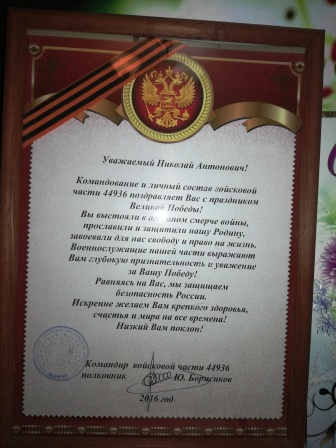 Уважаемый Николай Антонович!
Командование и личный состав войсковой
части 44936 поздравляет Вас с праздником
Великой Победы!
Вы выстояли в огненном смерче войны,
прославили и защитили нашу Родину,
завоевали для нас свободу и право на жизнь.
Военнослужащие нашей части выражают
Вам глубокую признательность и уважение
за Вашу Победу!
Равняясь на Вас, мы защищаем
безопасность России.
Искренне желаем Вам крепкого здоровья,
счастья и мира на все времена!
Низкий Вам поклон!
Командир войсковой части 44936
полковник Ю. Борисиков
2016 год